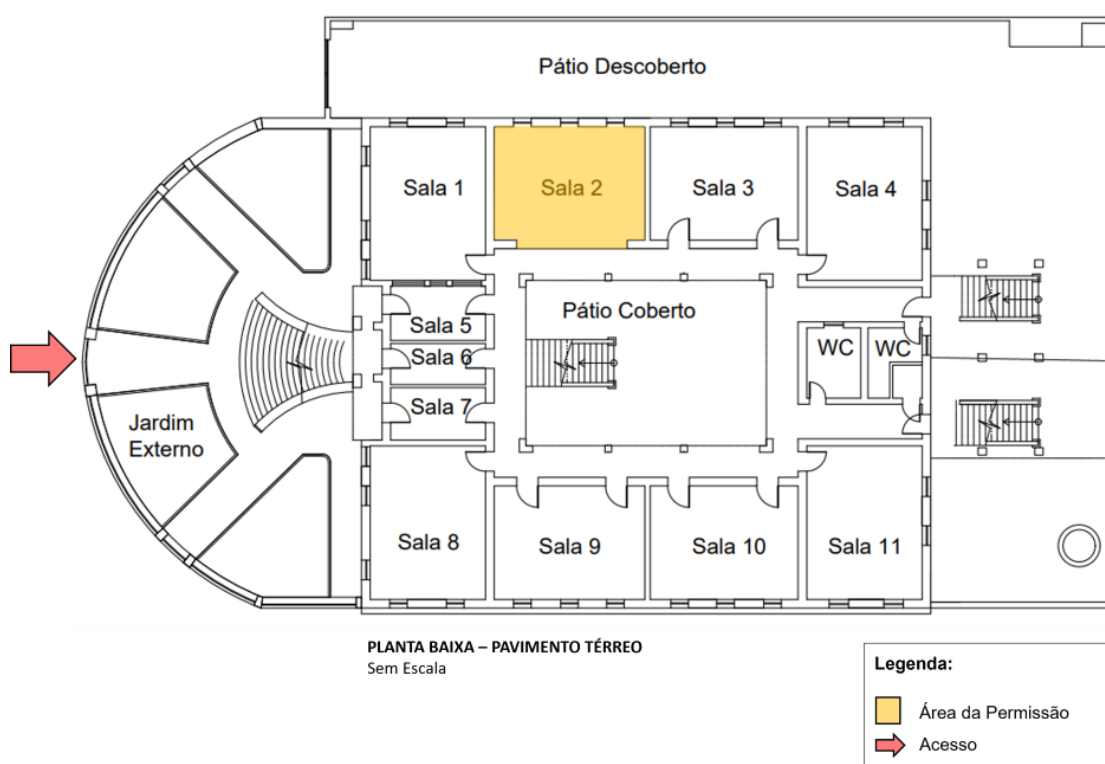 Pátio Descoberto
Sala 1
Sala 2
Sala 3
Sala 4
Pátio Coberto
Sala 5
Sala 6
Sala 7
WC
WC
Jardim
Externo
Sala 8
Sala 9
Sala 10
Sala 11
PLANTA BAIXA – PAVIMENTO TÉRREO
Sem Escala
Legenda:
Área da Permissão
Acesso